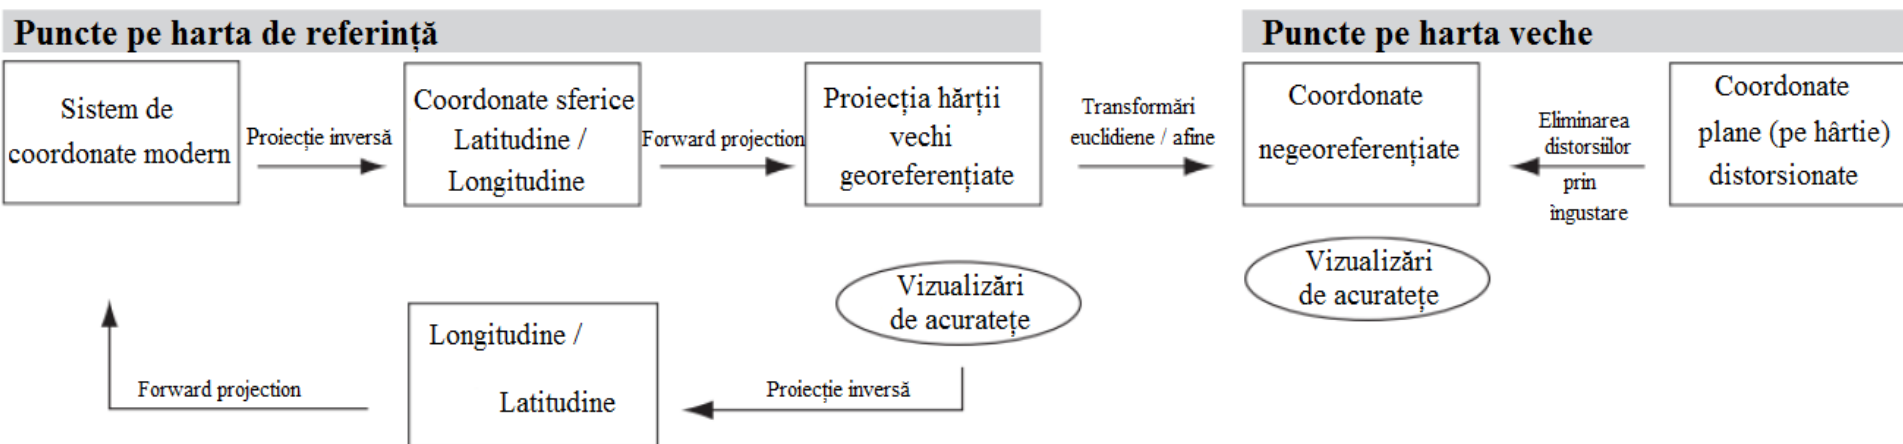 Puncte pe harta de referință
Puncte pe harta veche
Sistem de
coordonate modern
Proiecție inversă
Coordonate sferice
Latitudine /
Longitudine
Forward projection
Proiecția hărții
vechi
georeferențiate
Transformări
euclidiene / afine
Coordonate
negeoreferențiate
Eliminarea
distorsiilor
prin
îngustare
Coordonate
plane (pe hârtie)
distorsionate
Vizualizări
de acuratețe
Vizualizări
de acuratețe
Longitudine /
Latitudine
Forward projection
Proiecție inversă